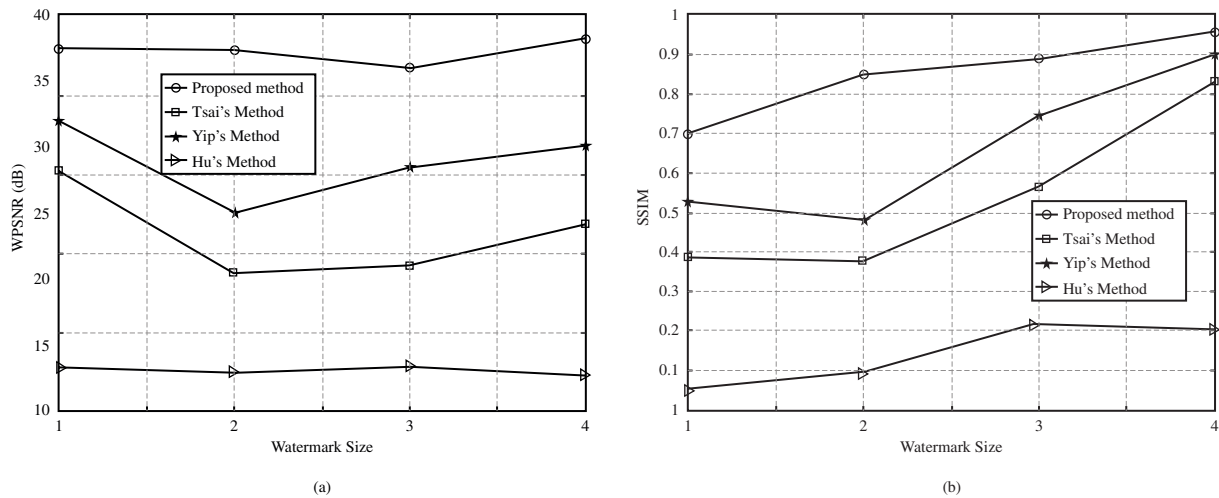 40
35
30
25
20
15
10
WPSNR (dB)
Proposed method
Tsai's Method
Yip's Method
Hu's Method
1 2 3 4
Watermark Size
(a)
1
0.9
0.8
0.7
0.6
0.5
0.4
0.3
0.2
0.1
1
SSIM
Proposed method
Tsai's Method
Yip's Method
Hu's Method
1 2 3 4
Watermark Size
(b)